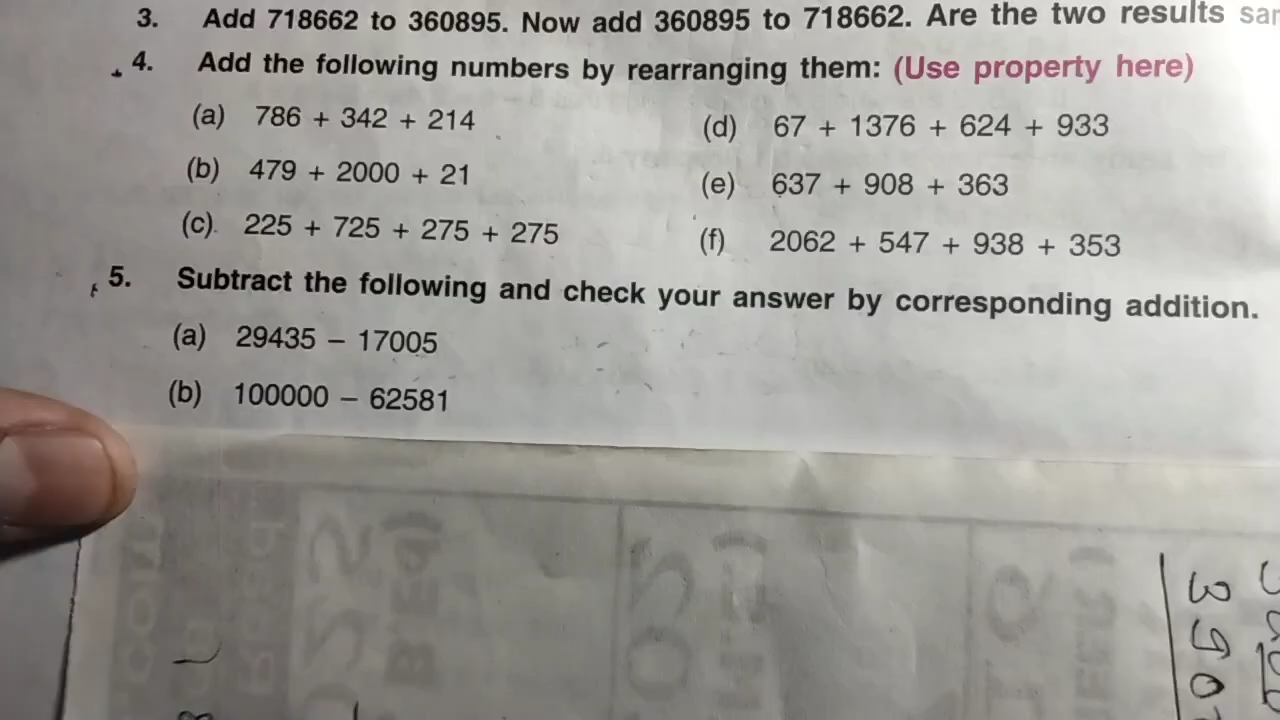 3. Add 718662 to 360895. Now add 360895 to 718662. Are the two results
4. Add the following numbers by rearranging them: (Use property here)
(a) 786 + 342 + 214
(b) 479 + 2000 + 21
(c) 225 + 725 + 275 + 275
(d) 67 + 1376 + 624 + 933
(e) 637 + 908 + 363
(f) 2062 + 547 + 938 + 353
5. Subtract the following and check your answer by corresponding addition.
(a) 29435 – 17005
(b) 100000 – 62581